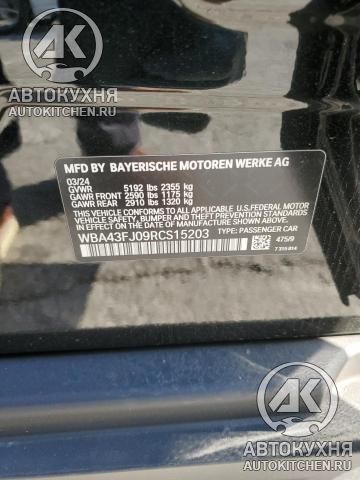 AK
АВТОКУХНЯ
AUTOKITCHEN.RU
MFD BY BAYERISCHE MOTOREN WERKE AG
03/24
GVWR 5192 lbs 2355 kg
GAWR FRONT 2590 lbs 1175 kg
GAWR REAR 2910 lbs 1320 kg
THIS VEHICLE CONFORMS TO ALL APPLICABLE U.S.FEDERAL MOTOR
VEHICLE SAFETY, BUMPER, AND THEFT PREVENTION STANDARDS
IN EFFECT ON THE DATE OF MANUFACTURE SHOWN ABOVE.
WBA43FJ09RCS15203 TYPE: PASSENGER CAR
475/9
AK
АВТОКУХНЯ
AUTOKITCHEN.RU